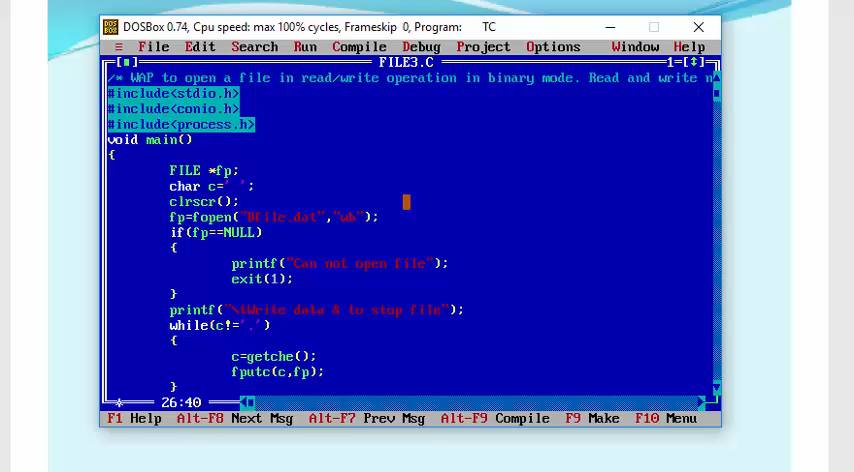 DOSBox 0.74, Cpu speed: max 100% cycles, Frameskip 0, Program: TC
≡ File Edit Search Run Compile Debug Project Options Window Help
FILE3.C 1=[↕]
/* WAP to open a file in read/write operation in binary mode. Read and write n
#include<stdio.h>
#include<conio.h>
#include<process.h>
void main()
{
FILE *fp;
char c=' ';
clrscr();
fp=fopen("Ufile.dat","wb");
if(fp==NULL)
{
printf("Can not open file");
exit(1);
}
printf("\tWrite data & to stop file");
while(c!='.')
{
c=getche();
fputc(c,fp);
}
26:40
F1 Help Alt-F8 Next Msg Alt-F7 Prev Msg Alt-F9 Compile F9 Make F10 Menu